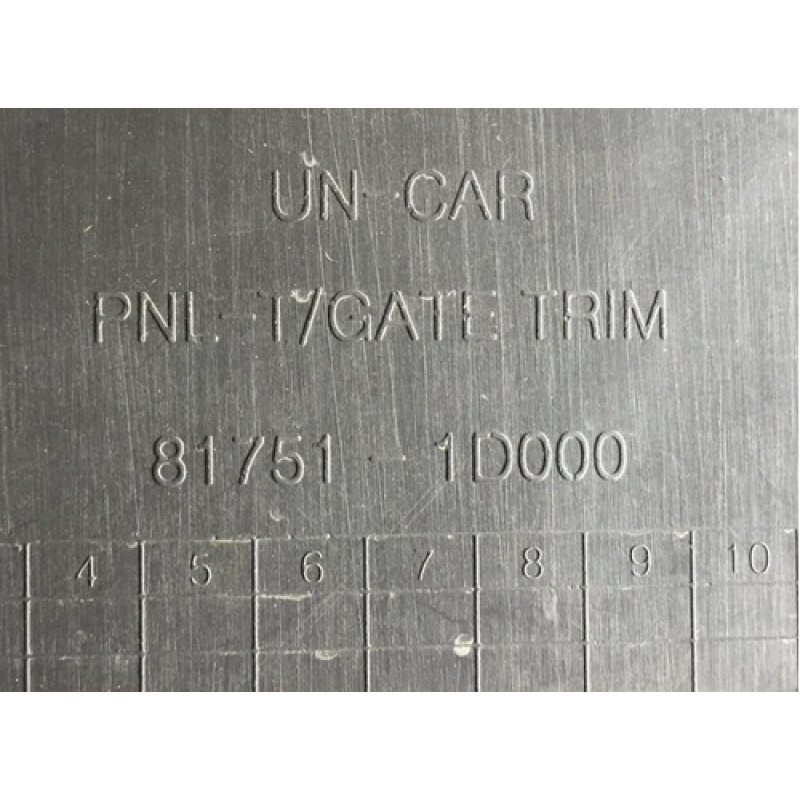 UN-CAR
PNL-T/GATE TRIM
81751-1D000
4 5 6 7 8 9 10